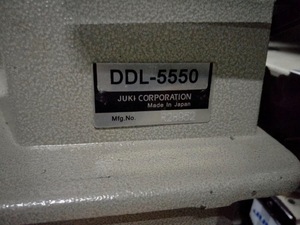 DDL-5550
JUKI CORPORATION
Made in Japan
Mfg.No.